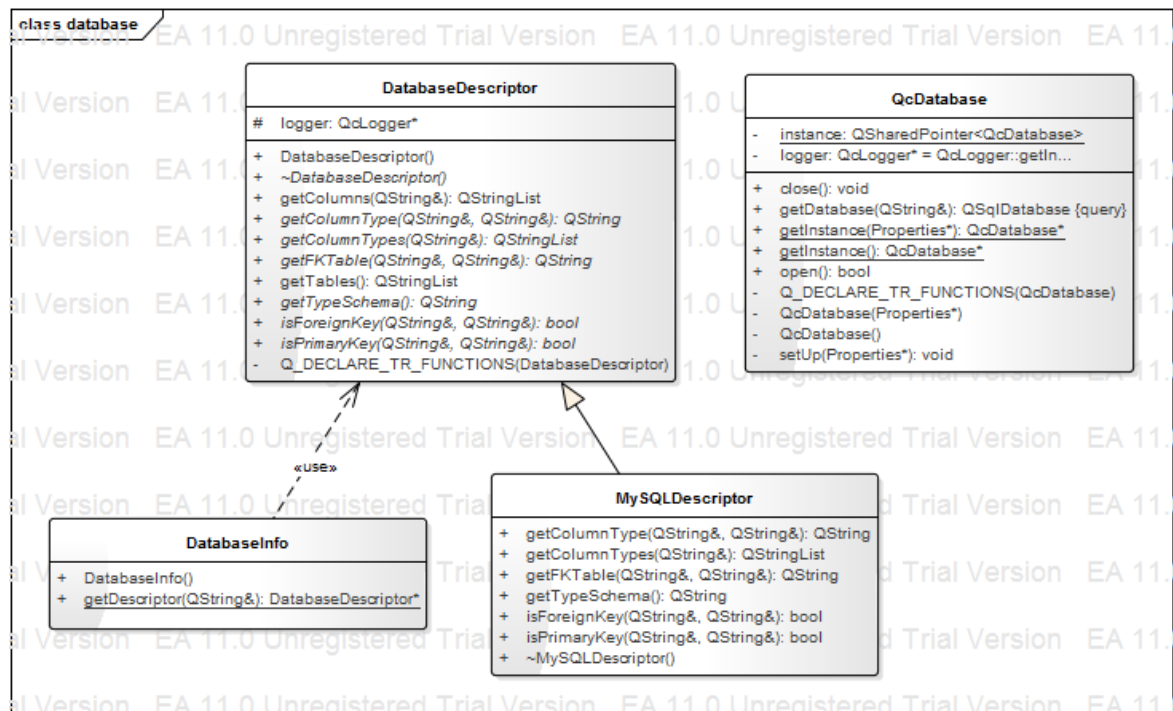 class database
EA 11.0 Unregistered Trial Version EA 11.0 Unregistered Trial Version EA 11.
DatabaseDescriptor
# logger: QcLogger*
+ DatabaseDescriptor()
+ ~DatabaseDescriptor()
+ getColumns(QString&): QStringList
+ getColumnType(QString&, QString&): QString
+ getColumnTypes(QString&): QStringList
+ getFKTable(QString&, QString&): QString
+ getTables(): QStringList
+ getTypeSchema(): QString
+ isForeignKey(QString&, QString&): bool
+ isPrimaryKey(QString&, QString&): bool
- Q_DECLARE_TR_FUNCTIONS(DatabaseDescriptor)
QcDatabase
- instance: QSharedPointer<QcDatabase>
- logger: QcLogger* = QcLogger::getIn...
+ close(): void
+ getDatabase(QString&): QSqlDatabase {query}
+ getInstance(Properties*): QcDatabase*
+ getInstance(): QcDatabase*
+ open(): bool
- Q_DECLARE_TR_FUNCTIONS(QcDatabase)
- QcDatabase(Properties*)
- QcDatabase()
- setUp(Properties*): void
«use»
DatabaseInfo
+ DatabaseInfo()
+ getDescriptor(QString&): DatabaseDescriptor*
MySQLDescriptor
+ getColumnType(QString&, QString&): QString
+ getColumnTypes(QString&): QStringList
+ getFKTable(QString&, QString&): QString
+ getTypeSchema(): QString
+ isForeignKey(QString&, QString&): bool
+ isPrimaryKey(QString&, QString&): bool
+ ~MySQLDescriptor()